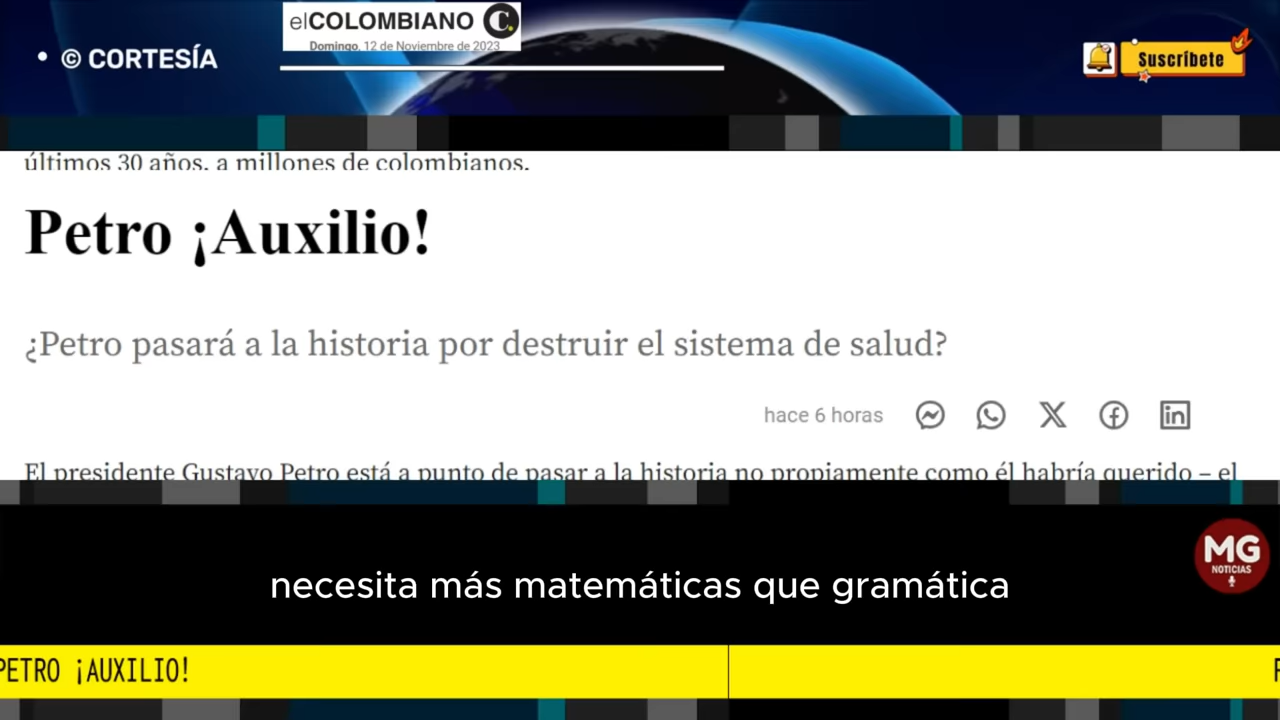 elCOLOMBIANO C.
Domingo, 12 de Noviembre de 2023
• © CORTESÍA
Suscríbete
últimos 30 años, a millones de colombianos.
Petro ¡Auxilio!
¿Petro pasará a la historia por destruir el sistema de salud?
hace 6 horas
El presidente Gustavo Petro está a punto de pasar a la historia no propiamente como él habría querido – el
MG
NOTICIAS
necesita más matemáticas que gramática
PETRO ¡AUXILIO!